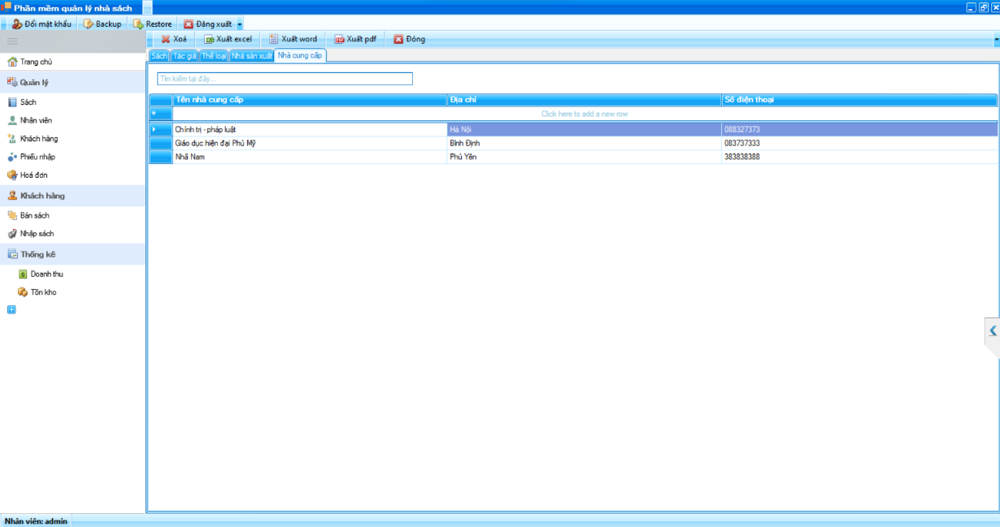 Phần mềm quản lý nhà sách
Đổi mật khẩu Backup Restore Đăng xuất
Xoá Xuất excel Xuất word Xuất pdf Đóng
Trang chủ
Quản lý
Sách
Nhân viên
Khách hàng
Phiếu nhập
Hoá đơn
Khách hàng
Bán sách
Nhập sách
Thống kê
Doanh thu
Tồn kho
Sách Tác giả Thể loại Nhà sản xuất Nhà cung cấp
Tìm kiếm tại đây...
Tên nhà cung cấp Địa chỉ Số điện thoại
Click here to add a new row
Chính trị - pháp luật Hà Nội 088327373
Giáo dục hiện đại Phú Mỹ Bình Định 083737333
Nhã Nam Phú Yên 383838388
Nhân viên: admin